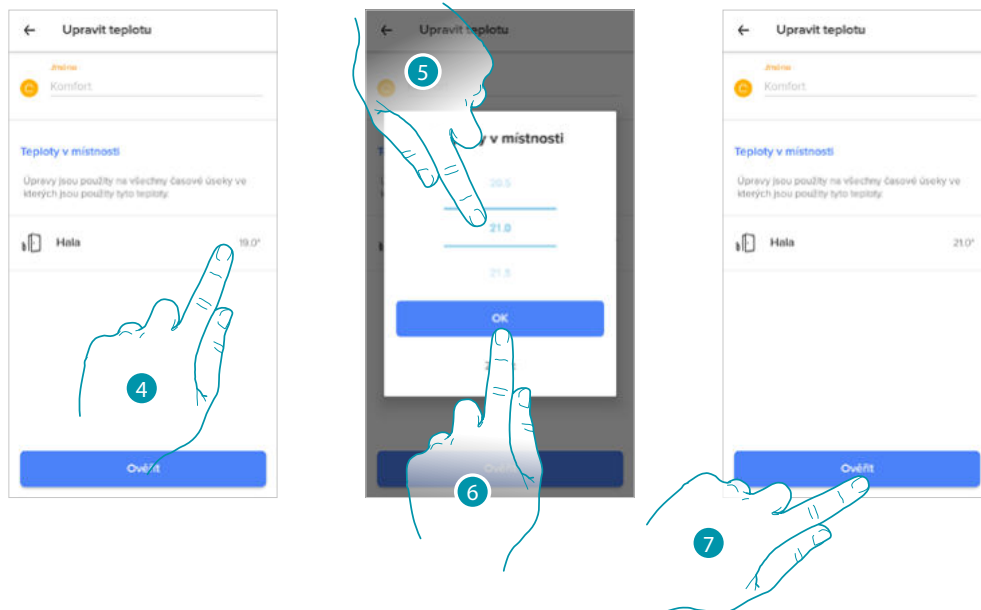 ← Upravit teplotu
Jméno
C Komfort
Teploty v místnosti
Úpravy jsou použity na všechny časové úseky ve
kterých jsou použity tyto teploty.
Hala 19.0°
4
Ověřit
← Upravit teplotu
5
y v místnosti
20.5
21.0
21.5
OK
6
← Upravit teplotu
Jméno
C Komfort
Teploty v místnosti
Úpravy jsou použity na všechny časové úseky ve
kterých jsou použity tyto teploty.
Hala 21.0°
Ověřit
7